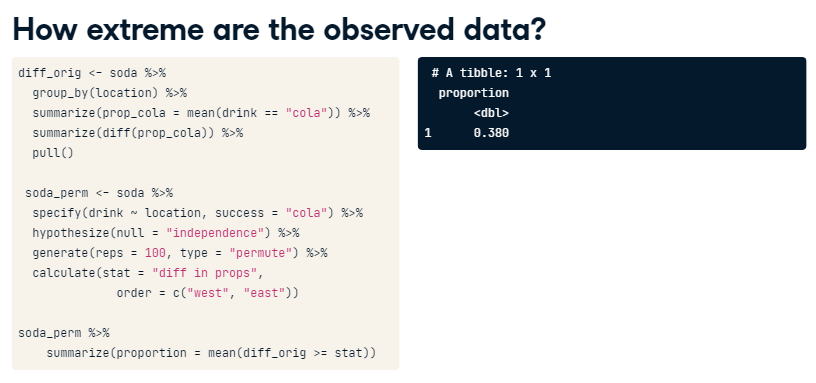 How extreme are the observed data?
diff_orig <- soda %>%
  group_by(location) %>%
  summarize(prop_cola = mean(drink == "cola")) %>%
  summarize(diff(prop_cola)) %>%
  pull()
 soda_perm <- soda %>%
  specify(drink ~ location, success = "cola") %>%
  hypothesize(null = "independence") %>%
  generate(reps = 100, type = "permute") %>%
  calculate(stat = "diff in props",
              order = c("west", "east"))
soda_perm %>%
    summarize(proportion = mean(diff_orig >= stat))
# A tibble: 1 x 1
  proportion
       <dbl>
1      0.380